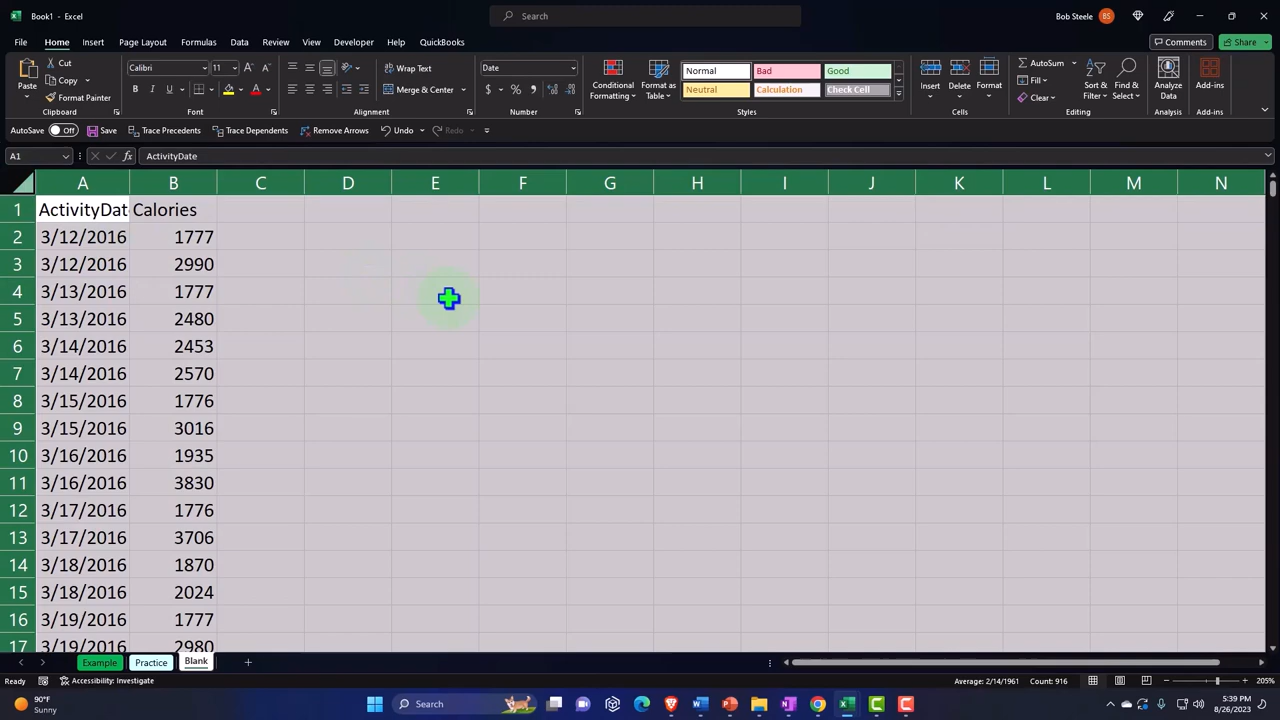 Book1 - Excel
Search
Bob Steele BS
File Home Insert Page Layout Formulas Data Review View Developer Help QuickBooks
Comments Share
Paste Cut Copy Format Painter
Calibri 11
B I U
Wrap Text
Merge & Center
Date
$ % ,
Conditional Formatting
Format as Table
Normal Bad Good
Neutral Calculation Check Cell
Insert Delete Format
AutoSum Fill Clear
Sort & Filter
Find & Select
Analyze Data
Add-ins
Clipboard Font Alignment Number Styles Cells Editing Analysis Add-ins
AutoSave Off Save Trace Precedents Trace Dependents Remove Arrows Undo Redo
A1 fx ActivityDate
A B C D E F G H I J K L M N
1 ActivityDat Calories
2 3/12/2016 1777
3 3/12/2016 2990
4 3/13/2016 1777
5 3/13/2016 2480
6 3/14/2016 2453
7 3/14/2016 2570
8 3/15/2016 1776
9 3/15/2016 3016
10 3/16/2016 1935
11 3/16/2016 3830
12 3/17/2016 1776
13 3/17/2016 3706
14 3/18/2016 1870
15 3/18/2016 2024
16 3/19/2016 1777
17 3/19/2016 2980
Example Practice Blank
Ready Accessibility: Investigate Average: 2/14/1961 Count: 916 205%
90°F
Sunny
Search
5:39 PM
8/26/2023